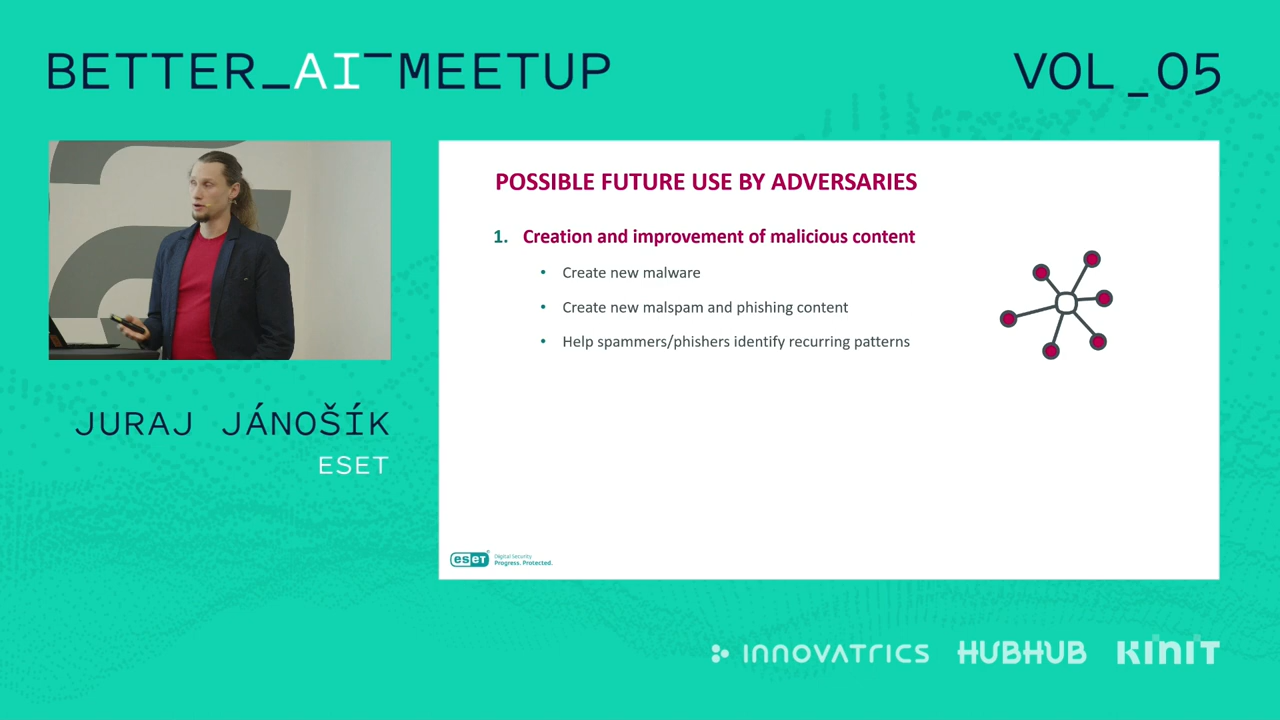 BETTER_AI¯MEETUP
VOL_05
POSSIBLE FUTURE USE BY ADVERSARIES
1. Creation and improvement of malicious content
• Create new malware
• Create new malspam and phishing content
• Help spammers/phishers identify recurring patterns
JURAJ JÁNOŠÍK
ESET
eset
Digital Security
Progress. Protected.
INNOVATRICS HUBHUB KINIT